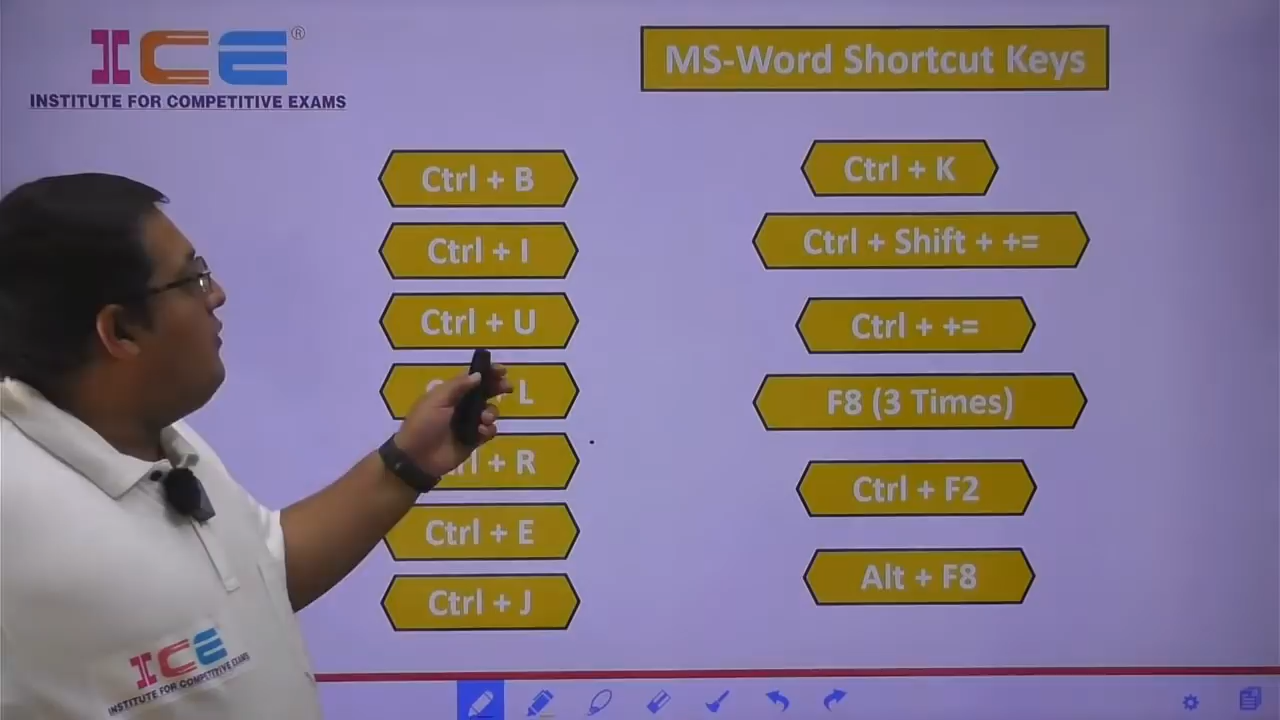 ICE®
INSTITUTE FOR COMPETITIVE EXAMS
MS-Word Shortcut Keys
Ctrl + B
Ctrl + I
Ctrl + U
L
+ R
Ctrl + E
Ctrl + J
Ctrl + K
Ctrl + Shift + +=
Ctrl + +=
F8 (3 Times)
Ctrl + F2
Alt + F8
ICE
INSTITUTE FOR COMPETITIVE EXAMS